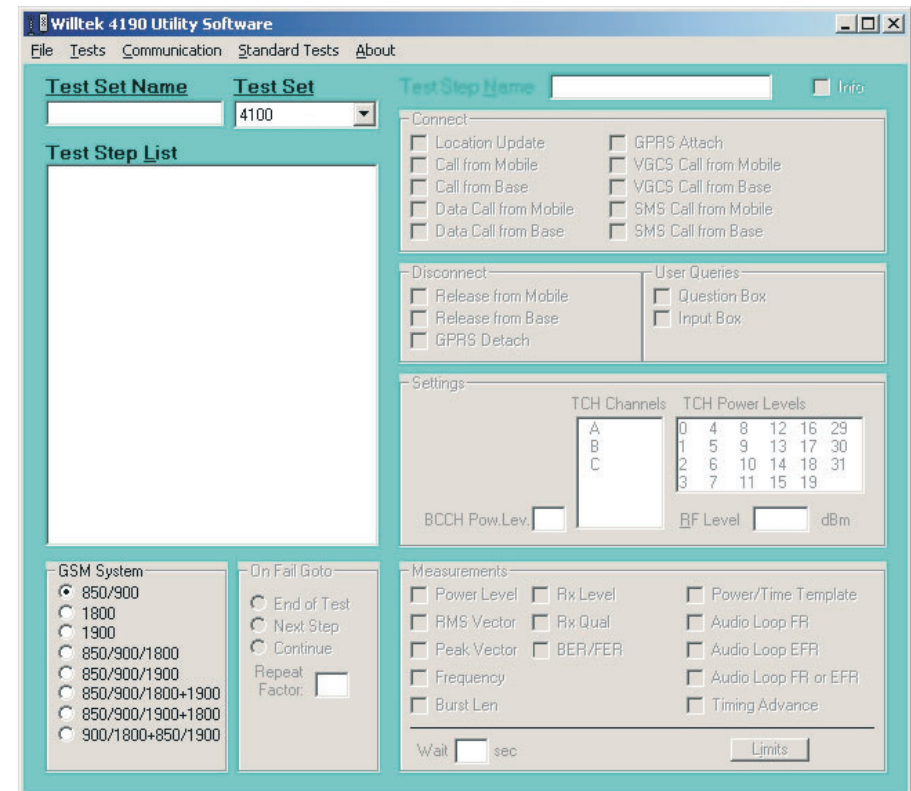 Willtek 4190 Utility Software
File Tests Communication Standard Tests About
Test Set Name
Test Set
4100
Test Step List
Test Step Name
Info
Connect
Location Update
Call from Mobile
Call from Base
Data Call from Mobile
Data Call from Base
GPRS Attach
VGCS Call from Mobile
VGCS Call from Base
SMS Call from Mobile
SMS Call from Base
Disconnect
Release from Mobile
Release from Base
GPRS Detach
User Queries
Question Box
Input Box
Settings
TCH Channels
A
B
C
TCH Power Levels
0 4 8 12 16 29
1 5 9 13 17 30
2 6 10 14 18 31
3 7 11 15 19
BCCH Pow.Lev.
RF Level dBm
GSM System
850/900
1800
1900
850/900/1800
850/900/1900
850/900/1800+1900
850/900/1900+1800
900/1800+850/1900
On Fail Goto
End of Test
Next Step
Continue
Repeat
Factor:
Measurements
Power Level
RMS Vector
Peak Vector
Frequency
Burst Len
Rx Level
Rx Qual
BER/FER
Power/Time Template
Audio Loop FR
Audio Loop EFR
Audio Loop FR or EFR
Timing Advance
Wait sec
Limits